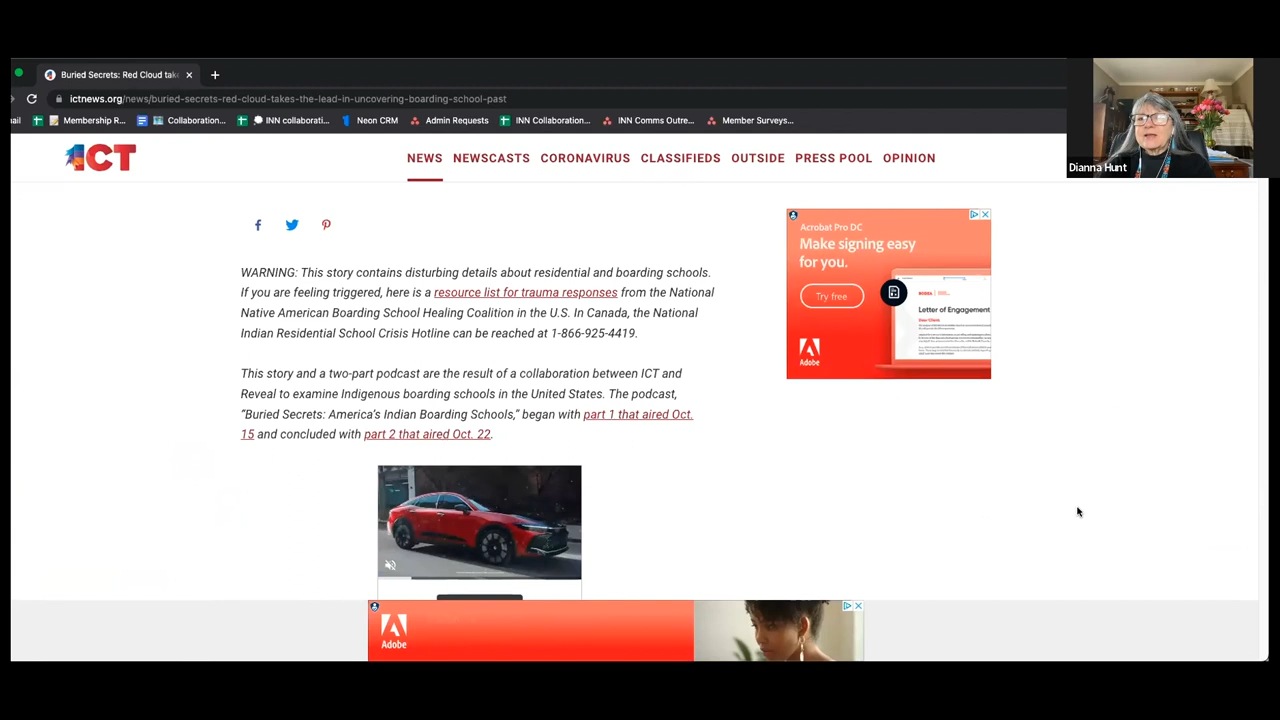 Buried Secrets: Red Cloud tak
ictnews.org/news/buried-secrets-red-cloud-takes-the-lead-in-uncovering-boarding-school-past
ail
Membership R...
Collaboration...
INN collaborati...
Neon CRM
Admin Requests
INN Collaboration...
INN Comms Outre...
Member Surveys...
Dianna Hunt
ICT
NEWS NEWSCASTS CORONAVIRUS CLASSIFIEDS OUTSIDE PRESS POOL OPINION
WARNING: This story contains disturbing details about residential and boarding schools.
If you are feeling triggered, here is a resource list for trauma responses from the National
Native American Boarding School Healing Coalition in the U.S. In Canada, the National
Indian Residential School Crisis Hotline can be reached at 1-866-925-4419.
This story and a two-part podcast are the result of a collaboration between ICT and
Reveal to examine Indigenous boarding schools in the United States. The podcast,
“Buried Secrets: America’s Indian Boarding Schools,” began with part 1 that aired Oct.
15 and concluded with part 2 that aired Oct. 22.
Acrobat Pro DC
Make signing easy
for you.
Try free
Letter of Engagement
Adobe
Adobe